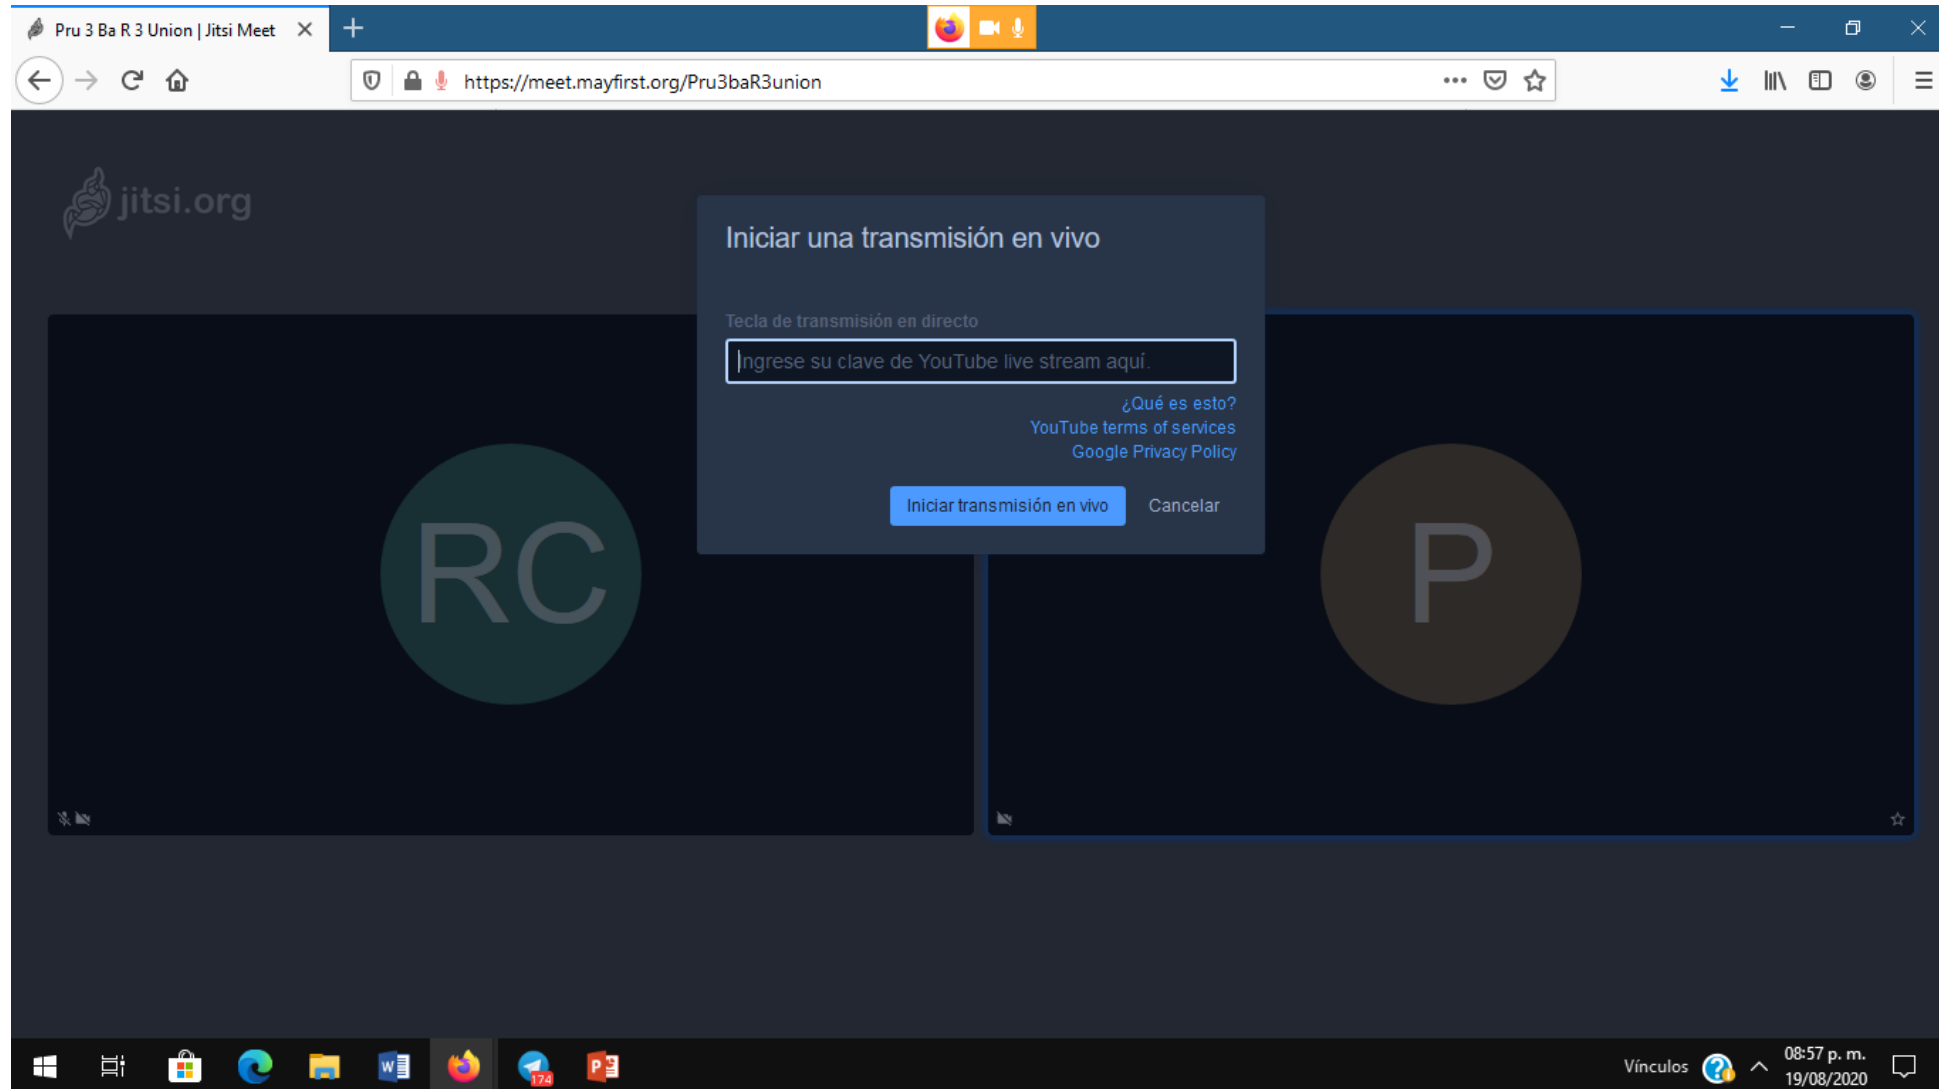 Pru 3 Ba R 3 Union | Jitsi Meet
https://meet.mayfirst.org/Pru3baR3union
jitsi.org
Iniciar una transmisión en vivo
Tecla de transmisión en directo
Ingrese su clave de YouTube live stream aquí.
¿Qué es esto?
YouTube terms of services
Google Privacy Policy
Iniciar transmisión en vivo Cancelar
RC
P
174
Vínculos
08:57 p. m.
19/08/2020